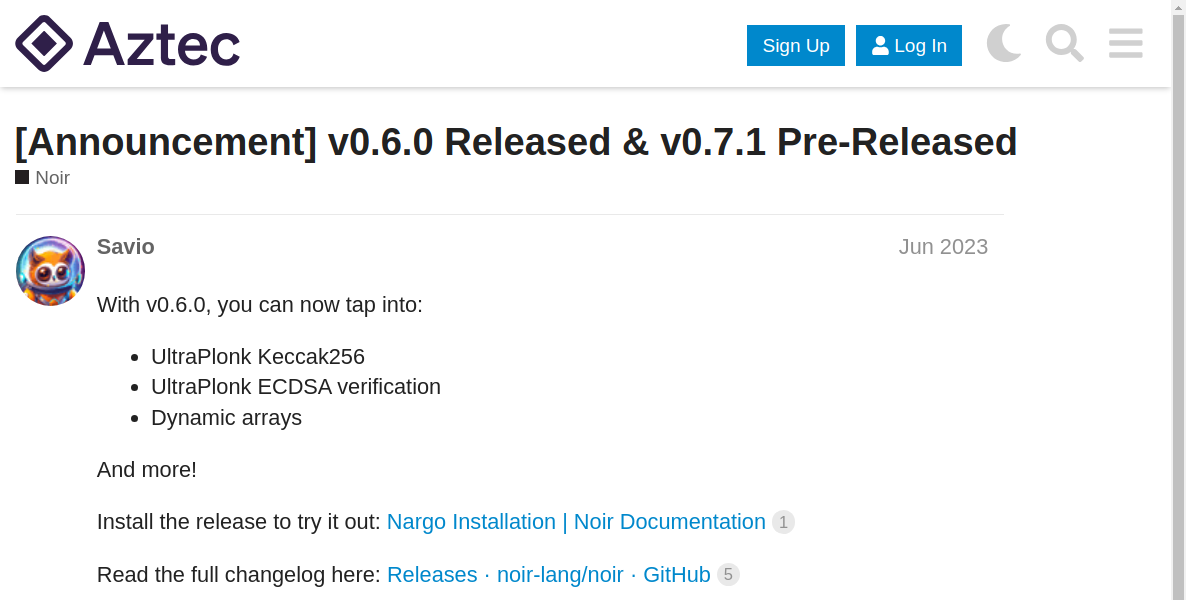 Aztec
Sign Up
Log In
[Announcement] v0.6.0 Released & v0.7.1 Pre-Released
Noir
Savio
Jun 2023
With v0.6.0, you can now tap into:
• UltraPlonk Keccak256
• UltraPlonk ECDSA verification
• Dynamic arrays
And more!
Install the release to try it out: Nargo Installation | Noir Documentation 1
Read the full changelog here: Releases · noir-lang/noir · GitHub 5